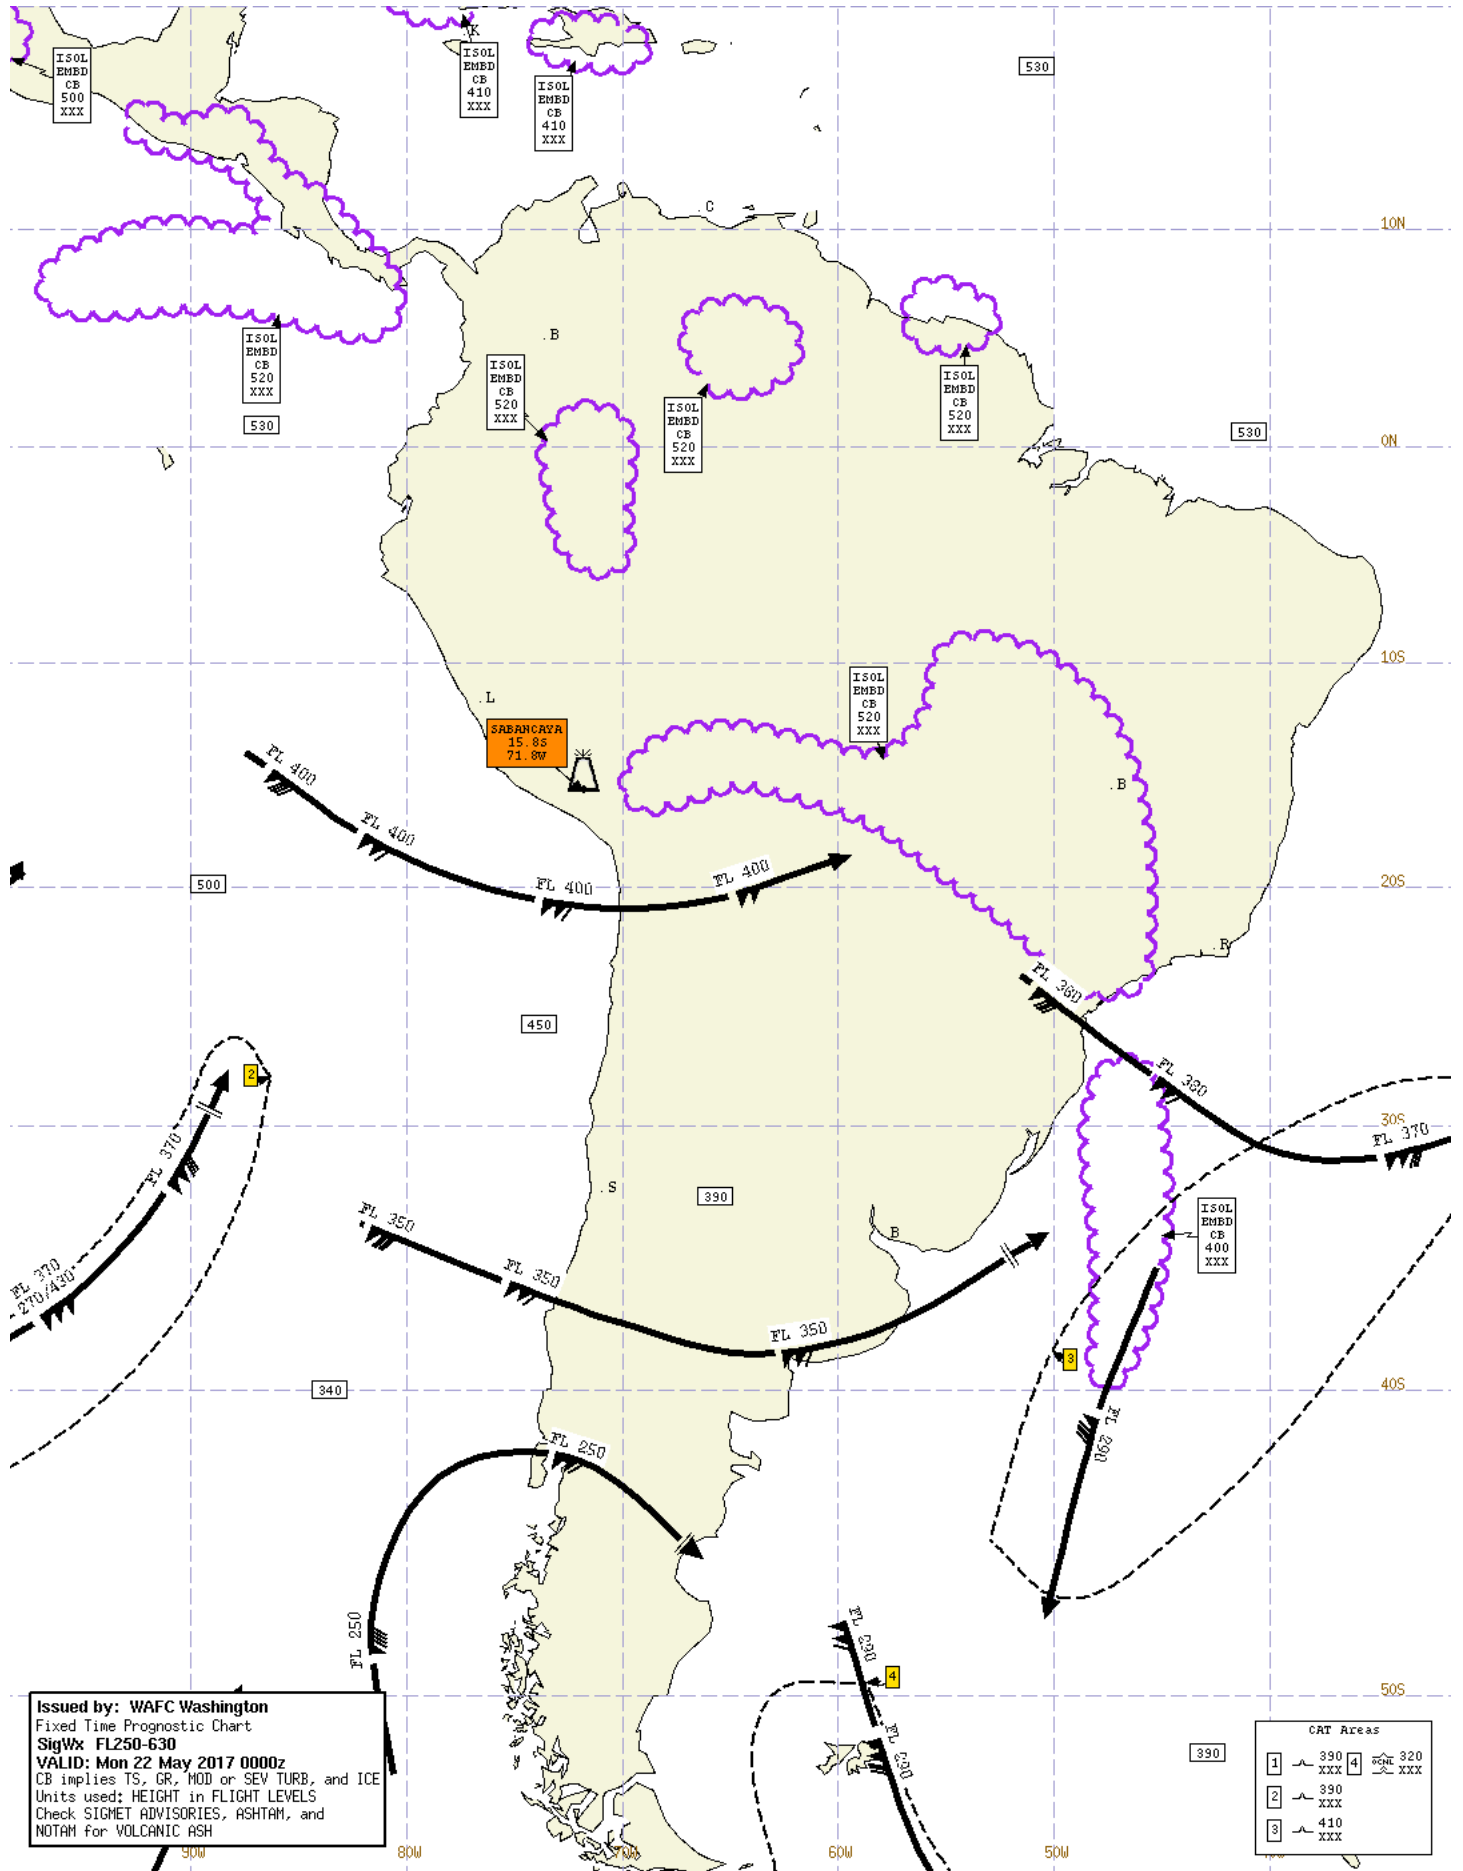 K
ISOL
EMBD
CB
500
XXX
ISOL
EMBD
CB
410
XXX
ISOL
EMBD
CB
410
XXX
530
C
10N
B
ISOL
EMBD
CB
520
XXX
530
ISOL
EMBD
CB
520
XXX
ISOL
EMBD
CB
520
XXX
ISOL
EMBD
CB
520
XXX
530
0N
10S
L
SABANCAYA
15.8S
71.8W
ISOL
EMBD
CB
520
XXX
B
FL 400
FL 400
FL 400
FL 400
500
20S
R
FL 380
450
2
FL 380
30S
FL 370
FL 370
S
390
B
FL 350
ISOL
EMBD
CB
400
XXX
FL 370
270/430
FL 350
FL 350
3
340
40S
FL 290
FL 250
FL 250
FL 290
4
50S
FL 290
390
Issued by: WAFC Washington
Fixed Time Prognostic Chart
SigWx FL250-630
VALID: Mon 22 May 2017 0000z
CB implies TS, GR, MOD or SEV TURB, and ICE
Units used: HEIGHT in FLIGHT LEVELS
Check SIGMET ADVISORIES, ASHTAM, and
NOTAM for VOLCANIC ASH
CAT Areas
1 390 XXX
4 OCNL 320 XXX
2 390 XXX
3 410 XXX
90W
80W
70W
60W
50W